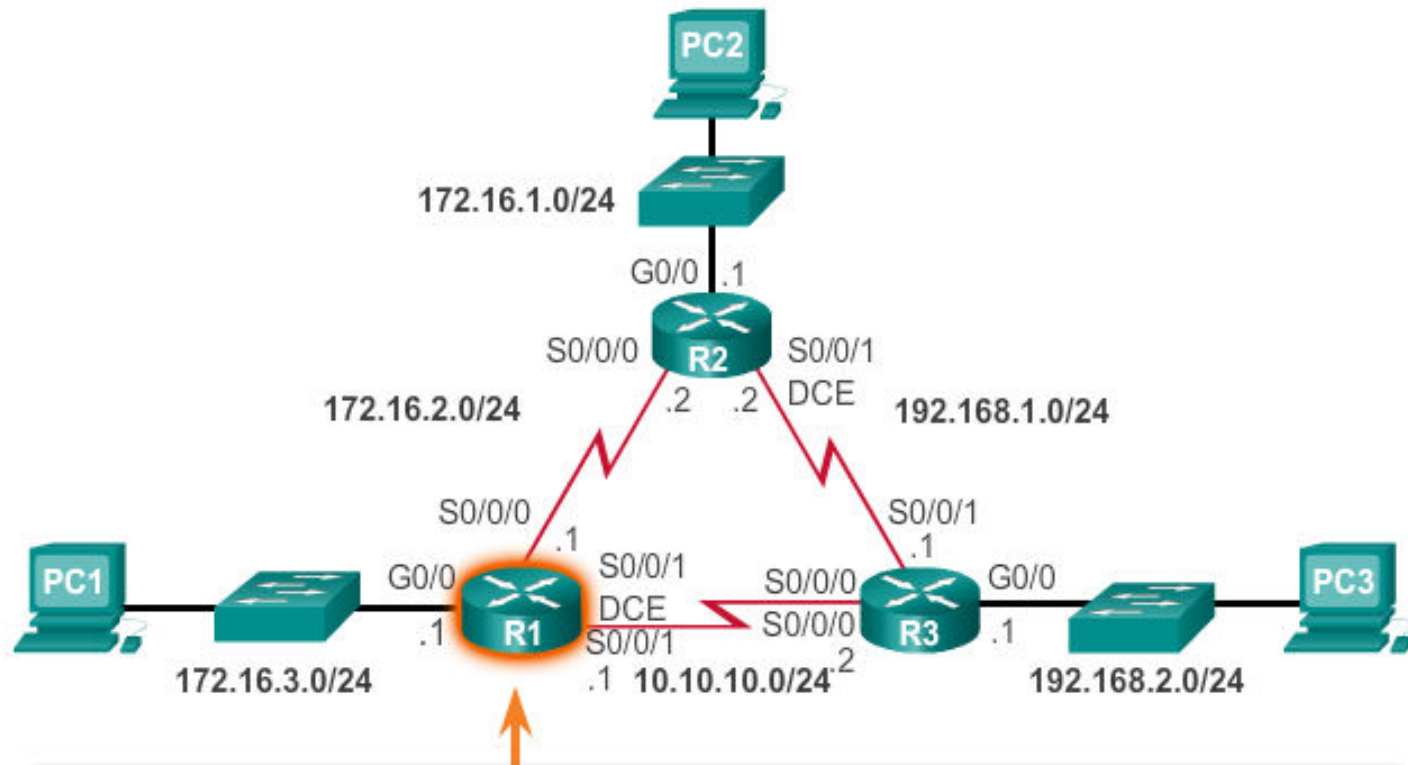 PC2
172.16.1.0/24
G0/0 .1
S0/0/0 R2 S0/0/1
.2 .2 DCE
172.16.2.0/24 192.168.1.0/24
S0/0/0 .1
S0/0/1 .1
PC1 G0/0 .1 R1
S0/0/1
DCE
S0/0/1
.1
S0/0/0
S0/0/0
.2
R3 G0/0 .1 PC3
172.16.3.0/24 10.10.10.0/24 192.168.2.0/24